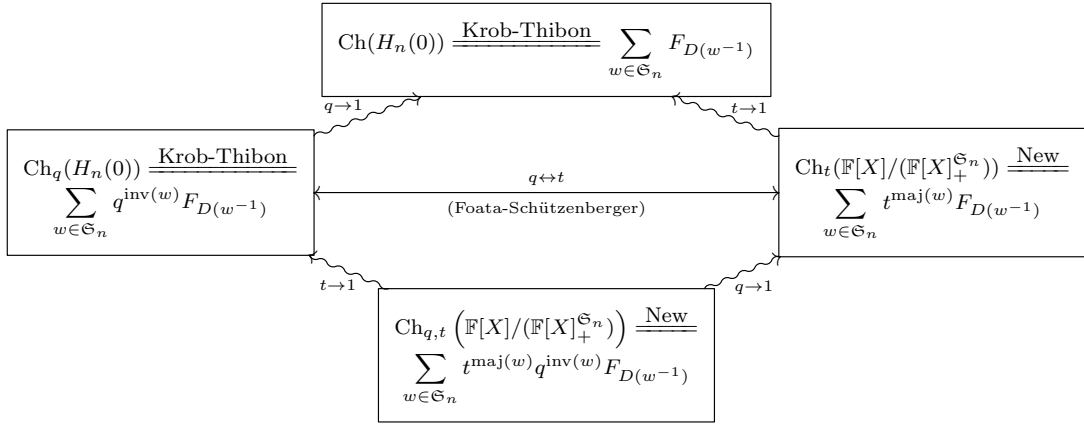 Krob-Thibon
Ch(H_n(0)) ═══ ∑_{w∈𝔖_n} F_{D(w^{-1})}
q→1
t→1
Krob-Thibon
Ch_q(H_n(0)) ═══
∑_{w∈𝔖_n} q^{inv(w)} F_{D(w^{-1})}
q↔t
(Foata-Schützenberger)
New
Ch_t(𝔽[X]/(𝔽[X]_+^{𝔖_n})) ═══
∑_{w∈𝔖_n} t^{maj(w)} F_{D(w^{-1})}
t→1
q→1
New
Ch_{q,t}(𝔽[X]/(𝔽[X]_+^{𝔖_n})) ═══
∑_{w∈𝔖_n} t^{maj(w)} q^{inv(w)} F_{D(w^{-1})}